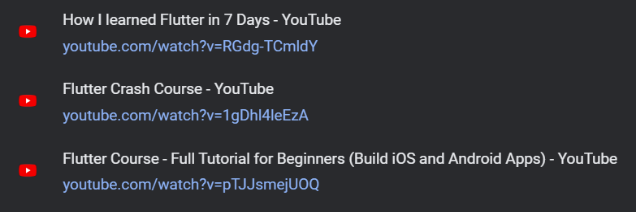 How I learned Flutter in 7 Days - YouTube
youtube.com/watch?v=RGdg-TCmldY
Flutter Crash Course - YouTube
youtube.com/watch?v=1gDhl4leEzA
Flutter Course - Full Tutorial for Beginners (Build iOS and Android Apps) - YouTube
youtube.com/watch?v=pTJJsmejUOQ